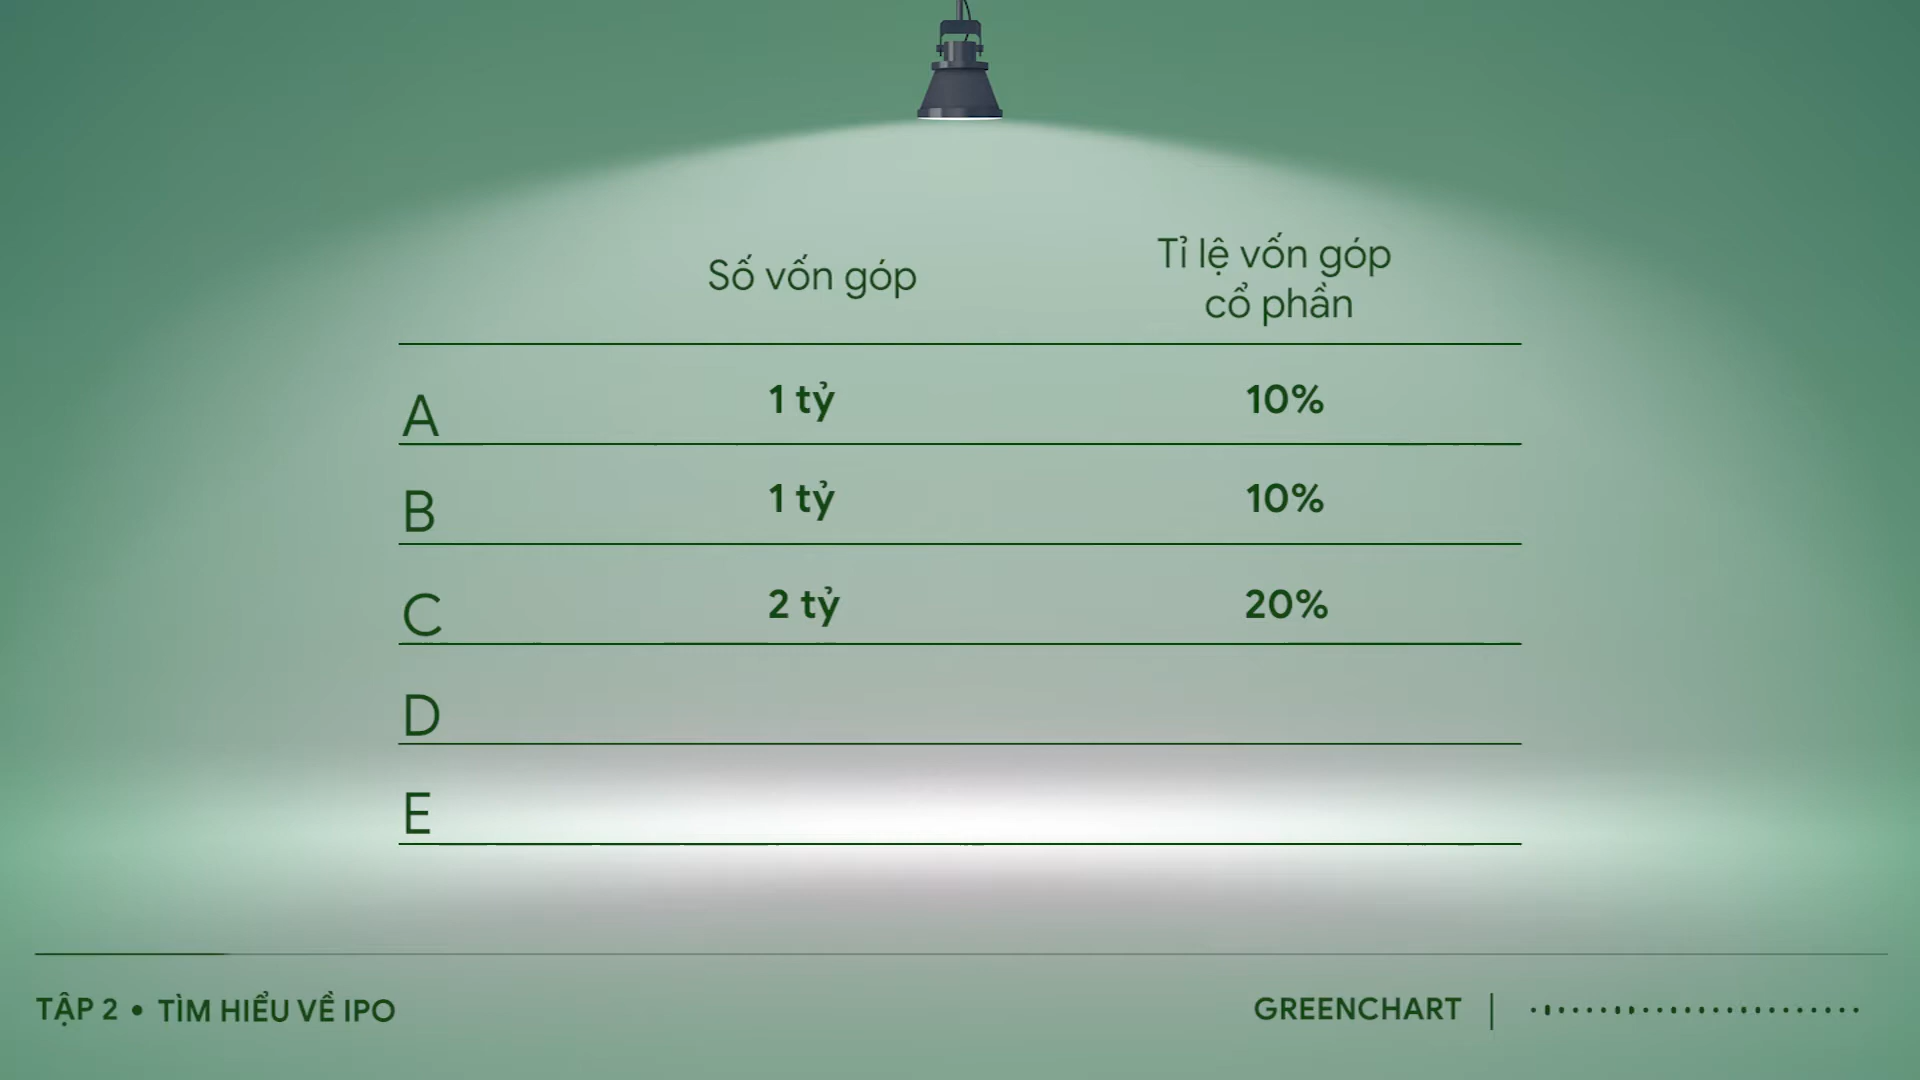 Số vốn góp
Tỉ lệ vốn góp
cổ phần
A 1 tỷ 10%
B 1 tỷ 10%
C 2 tỷ 20%
D
E
TẬP 2 • TÌM HIỂU VỀ IPO
GREENCHART |